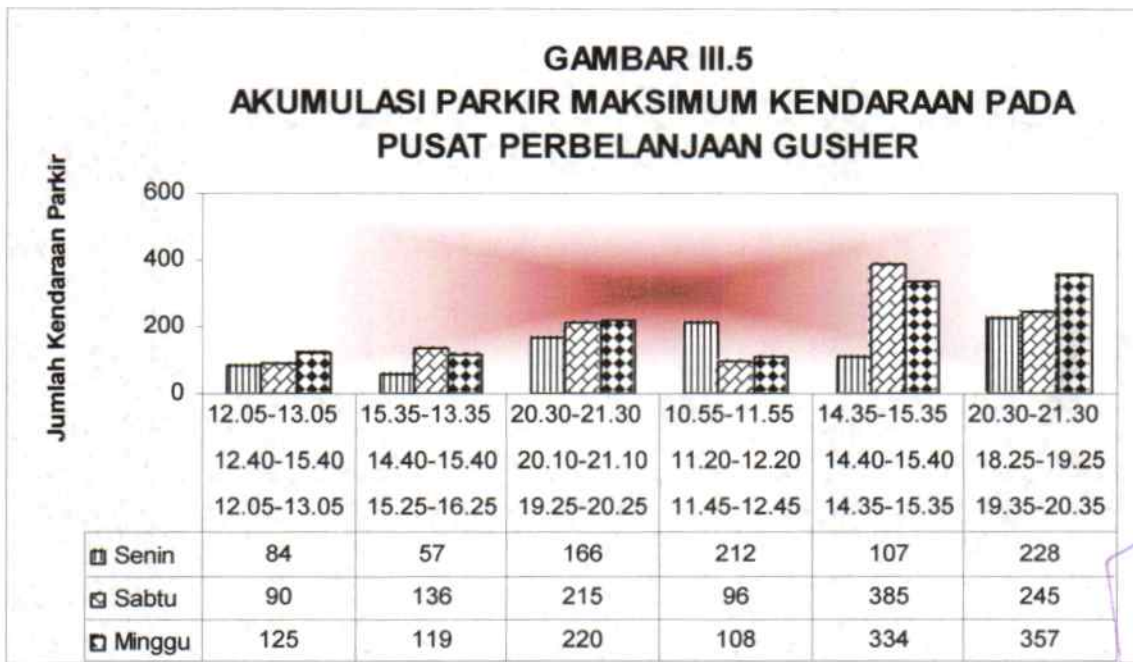 GAMBAR III.5
AKUMULASI PARKIR MAKSIMUM KENDARAAN PADA
PUSAT PERBELANJAAN GUSHER
Jumlah Kendaraan Parkir
600
400
200
0
12.05-13.05 15.35-13.35 20.30-21.30 10.55-11.55 14.35-15.35 20.30-21.30
12.40-15.40 14.40-15.40 20.10-21.10 11.20-12.20 14.40-15.40 18.25-19.25
12.05-13.05 15.25-16.25 19.25-20.25 11.45-12.45 14.35-15.35 19.35-20.35
Senin 84 57 166 212 107 228
Sabtu 90 136 215 96 385 245
Minggu 125 119 220 108 334 357